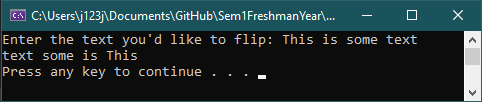 C:\Users\j123j\Documents\GitHub\Sem1FreshmanYear\...
Enter the text you'd like to flip: This is some text
text some is This
Press any key to continue . . .